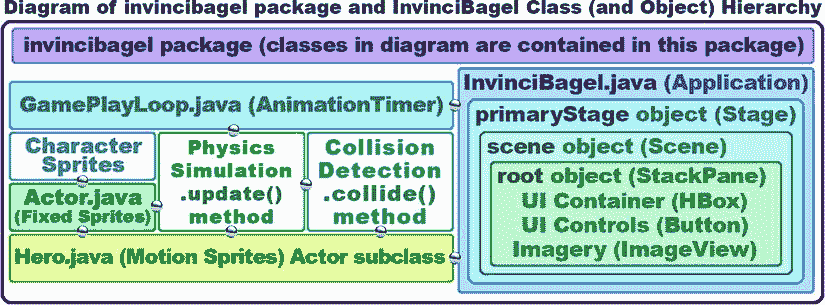 Diagram of invincibagel package and InvinciBagel Class (and Object) Hierarchy
invincibagel package (classes in diagram are contained in this package)
GamePlayLoop.java (AnimationTimer)
Character
Sprites
Actor.java
(Fixed Sprites)
Physics
Simulation
.update()
method
Collision
Detection
.collide()
method
Hero.java (Motion Sprites) Actor subclass
InvinciBagel.java (Application)
primaryStage object (Stage)
scene object (Scene)
root object (StackPane)
UI Container (HBox)
UI Controls (Button)
Imagery (ImageView)